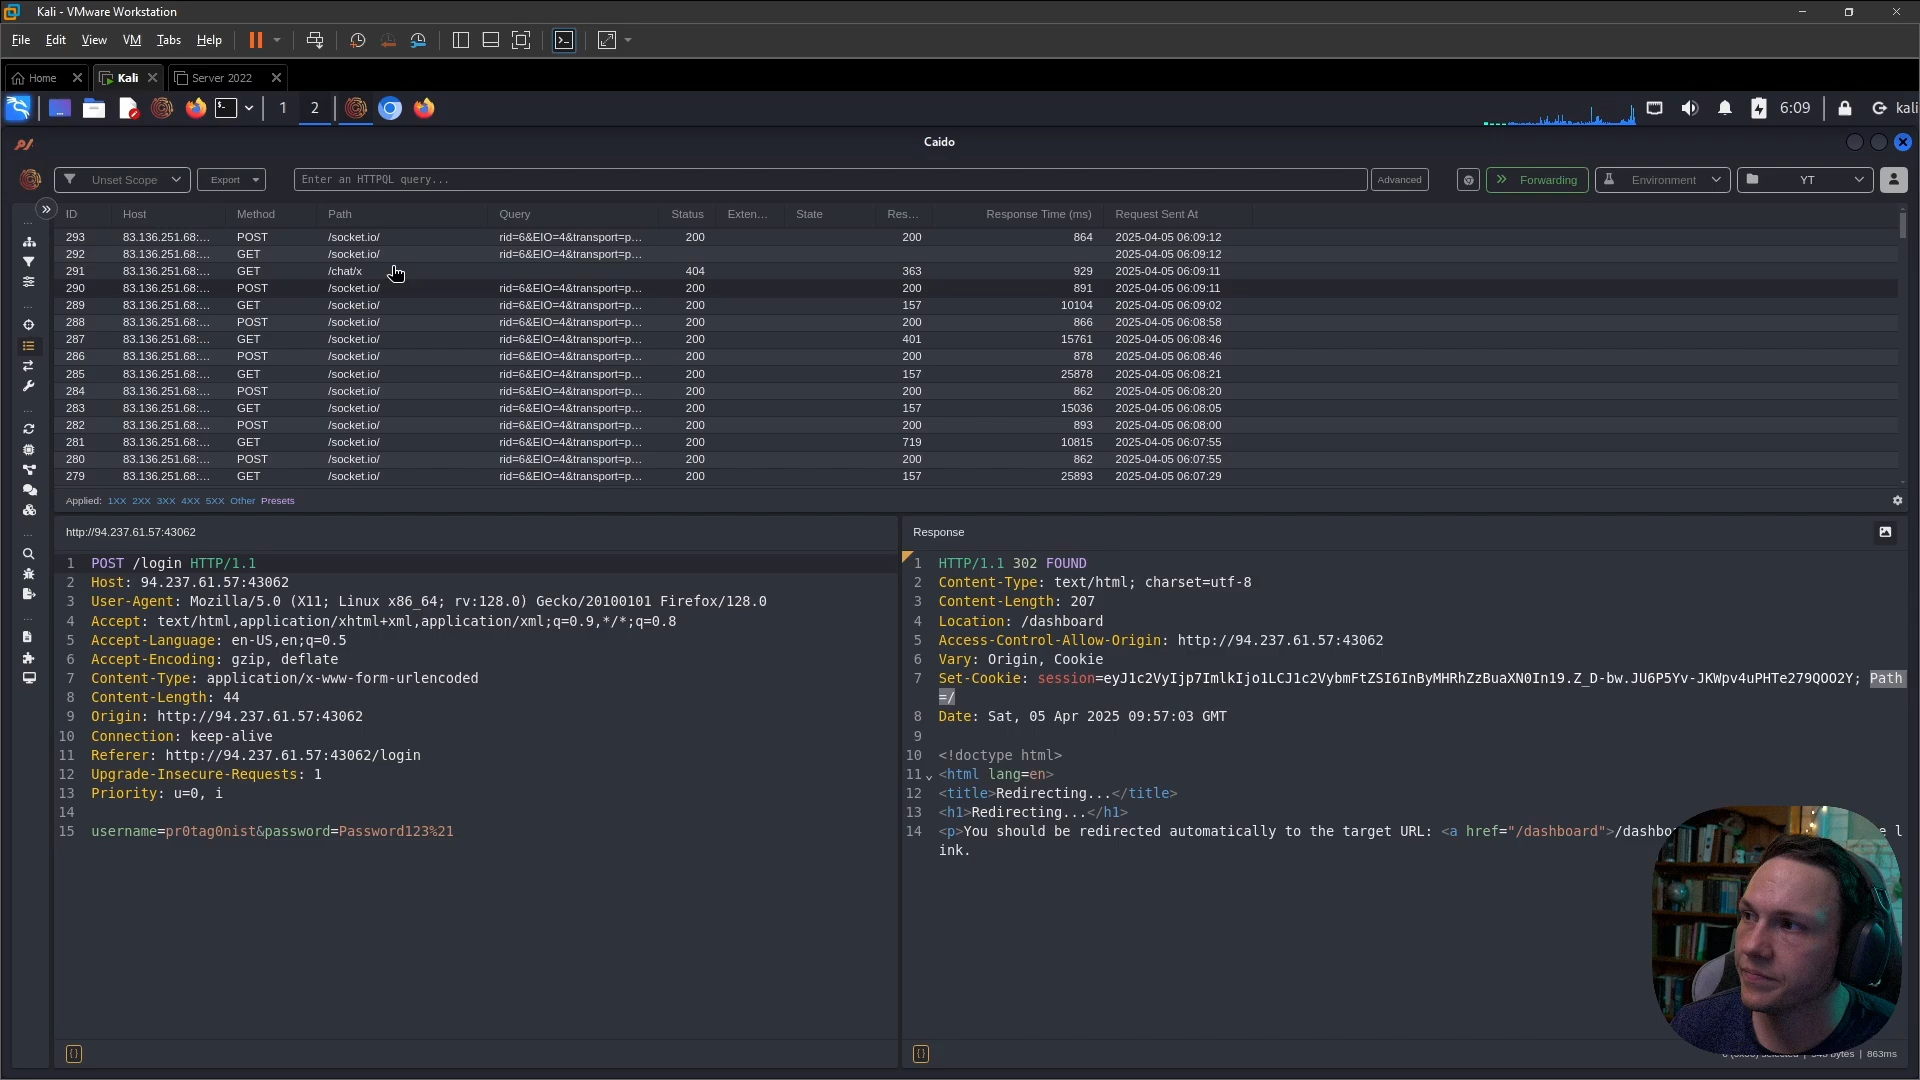 Kali - VMware Workstation
File Edit View VM Tabs Help
Home Kali Server 2022
1 2 6:09 kali
Caido
Unset Scope Export Enter an HTTPQL query... Advanced Forwarding Environment YT
ID Host Method Path Query Status Exten... State Res... Response Time (ms) Request Sent At
293 83.136.251.68:... POST /socket.io/ rid=6&EIO=4&transport=p... 200 200 864 2025-04-05 06:09:12
292 83.136.251.68:... GET /socket.io/ rid=6&EIO=4&transport=p... 2025-04-05 06:09:12
291 83.136.251.68:... GET /chat/x 404 363 929 2025-04-05 06:09:11
290 83.136.251.68:... POST /socket.io/ rid=6&EIO=4&transport=p... 200 200 891 2025-04-05 06:09:11
289 83.136.251.68:... GET /socket.io/ rid=6&EIO=4&transport=p... 200 157 10104 2025-04-05 06:09:02
288 83.136.251.68:... POST /socket.io/ rid=6&EIO=4&transport=p... 200 200 866 2025-04-05 06:08:58
287 83.136.251.68:... GET /socket.io/ rid=6&EIO=4&transport=p... 200 401 15761 2025-04-05 06:08:46
286 83.136.251.68:... POST /socket.io/ rid=6&EIO=4&transport=p... 200 200 878 2025-04-05 06:08:46
285 83.136.251.68:... GET /socket.io/ rid=6&EIO=4&transport=p... 200 157 25878 2025-04-05 06:08:21
284 83.136.251.68:... POST /socket.io/ rid=6&EIO=4&transport=p... 200 200 862 2025-04-05 06:08:20
283 83.136.251.68:... GET /socket.io/ rid=6&EIO=4&transport=p... 200 157 15036 2025-04-05 06:08:05
282 83.136.251.68:... POST /socket.io/ rid=6&EIO=4&transport=p... 200 200 893 2025-04-05 06:08:00
281 83.136.251.68:... GET /socket.io/ rid=6&EIO=4&transport=p... 200 719 10815 2025-04-05 06:07:55
280 83.136.251.68:... POST /socket.io/ rid=6&EIO=4&transport=p... 200 200 862 2025-04-05 06:07:55
279 83.136.251.68:... GET /socket.io/ rid=6&EIO=4&transport=p... 200 157 25893 2025-04-05 06:07:29
Applied: 1XX 2XX 3XX 4XX 5XX Other Presets
http://94.237.61.57:43062
1 POST /login HTTP/1.1
2 Host: 94.237.61.57:43062
3 User-Agent: Mozilla/5.0 (X11; Linux x86_64; rv:128.0) Gecko/20100101 Firefox/128.0
4 Accept: text/html,application/xhtml+xml,application/xml;q=0.9,*/*;q=0.8
5 Accept-Language: en-US,en;q=0.5
6 Accept-Encoding: gzip, deflate
7 Content-Type: application/x-www-form-urlencoded
8 Content-Length: 44
9 Origin: http://94.237.61.57:43062
10 Connection: keep-alive
11 Referer: http://94.237.61.57:43062/login
12 Upgrade-Insecure-Requests: 1
13 Priority: u=0, i
14
15 username=pr0tag0nist&password=Password123%21
Response
1 HTTP/1.1 302 FOUND
2 Content-Type: text/html; charset=utf-8
3 Content-Length: 207
4 Location: /dashboard
5 Access-Control-Allow-Origin: http://94.237.61.57:43062
6 Vary: Origin, Cookie
7 Set-Cookie: session=eyJ1c2VyIjp7ImlkIjo1LCJ1c2VybmFtZSI6InByMHRhZzBuaXN0In19.Z_D-bw.JU6P5Yv-JKWpv4uPHTe279QOO2Y; Path
=/
8 Date: Sat, 05 Apr 2025 09:57:03 GMT
9
10 <!doctype html>
11 <html lang=en>
12 <title>Redirecting...</title>
13 <h1>Redirecting...</h1>
14 <p>You should be redirected automatically to the target URL: <a href="/dashboard">/dashbo
ink.
bytes | 863ms